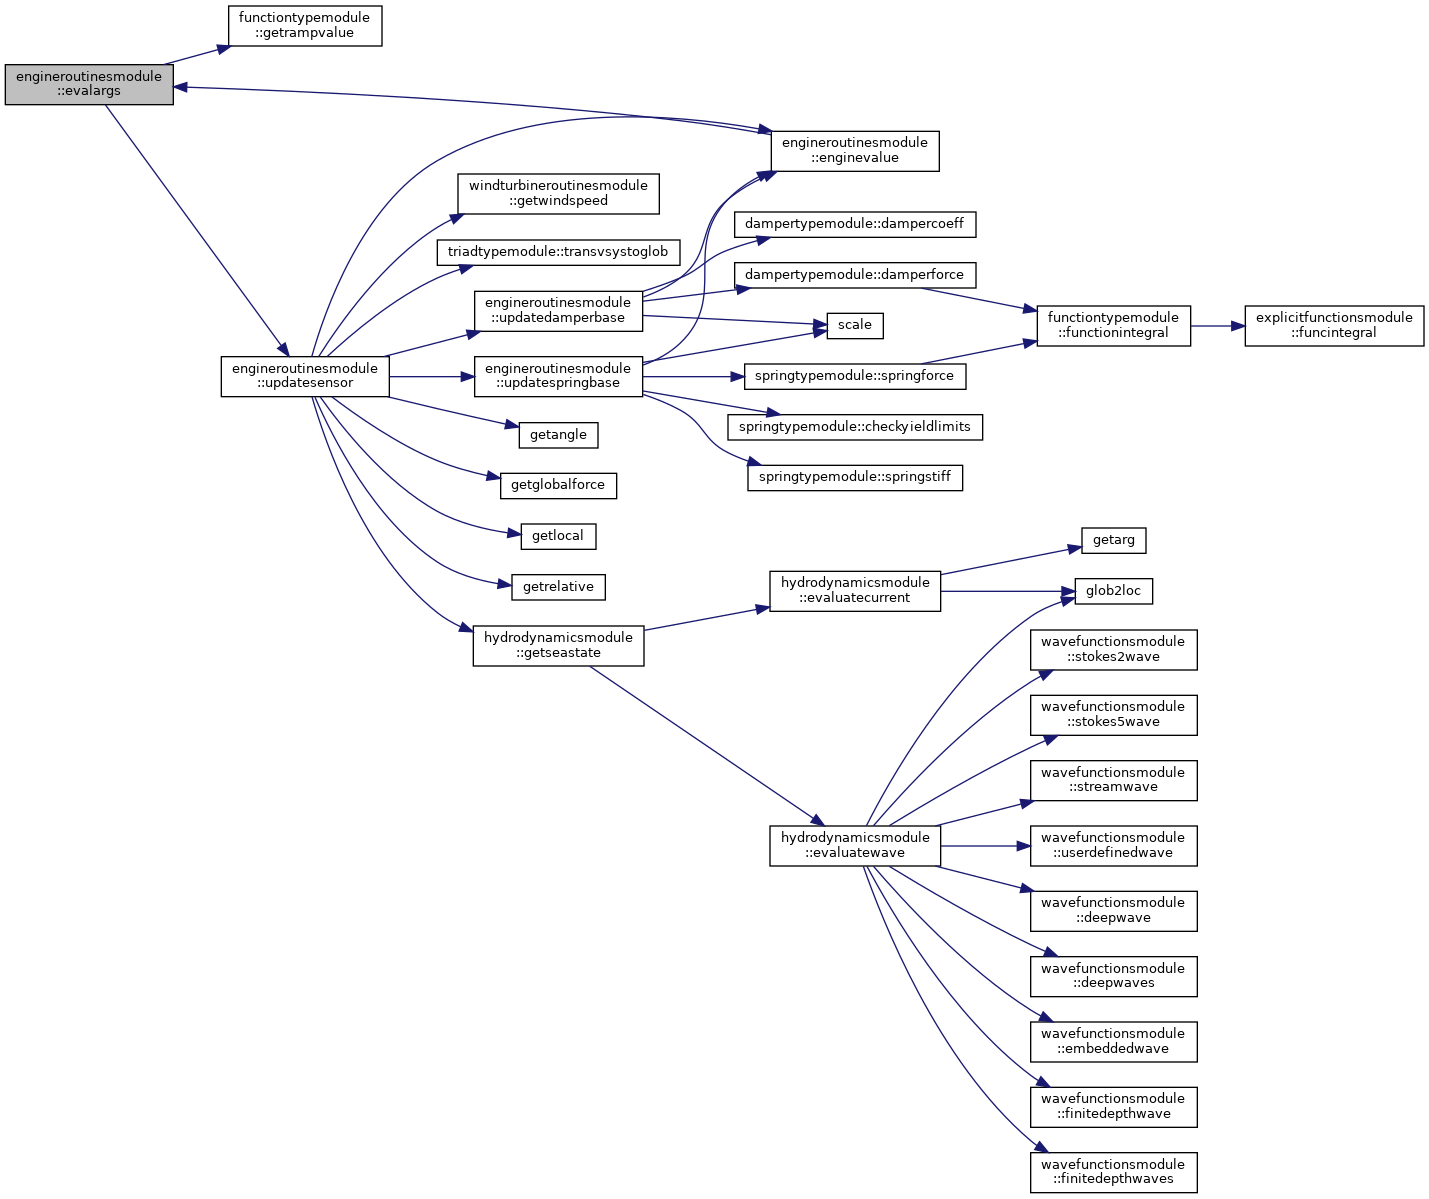 functiontypemodule
::getrampvalue
engineroutinesmodule
::evalargs
engineroutinesmodule
::enginevalue
windturbineroutinesmodule
::getwindspeed
dampertypemodule::dampercoeff
triadtypemodule::transvsystoglob
dampertypemodule::damperforce
engineroutinesmodule
::updatedamperbase
scale
functiontypemodule
::functionintegral
explicitfunctionsmodule
::funcintegral
engineroutinesmodule
::updatesensor
engineroutinesmodule
::updatespringbase
springtypemodule::springforce
springtypemodule::checkyieldlimits
getangle
springtypemodule::springstiff
getglobalforce
getlocal
getarg
getrelative
hydrodynamicsmodule
::evaluatecurrent
glob2loc
hydrodynamicsmodule
::getseastate
wavefunctionsmodule
::stokes2wave
wavefunctionsmodule
::stokes5wave
wavefunctionsmodule
::streamwave
hydrodynamicsmodule
::evaluatewave
wavefunctionsmodule
::userdefinedwave
wavefunctionsmodule
::deepwave
wavefunctionsmodule
::deepwaves
wavefunctionsmodule
::embeddedwave
wavefunctionsmodule
::finitedepthwave
wavefunctionsmodule
::finitedepthwaves